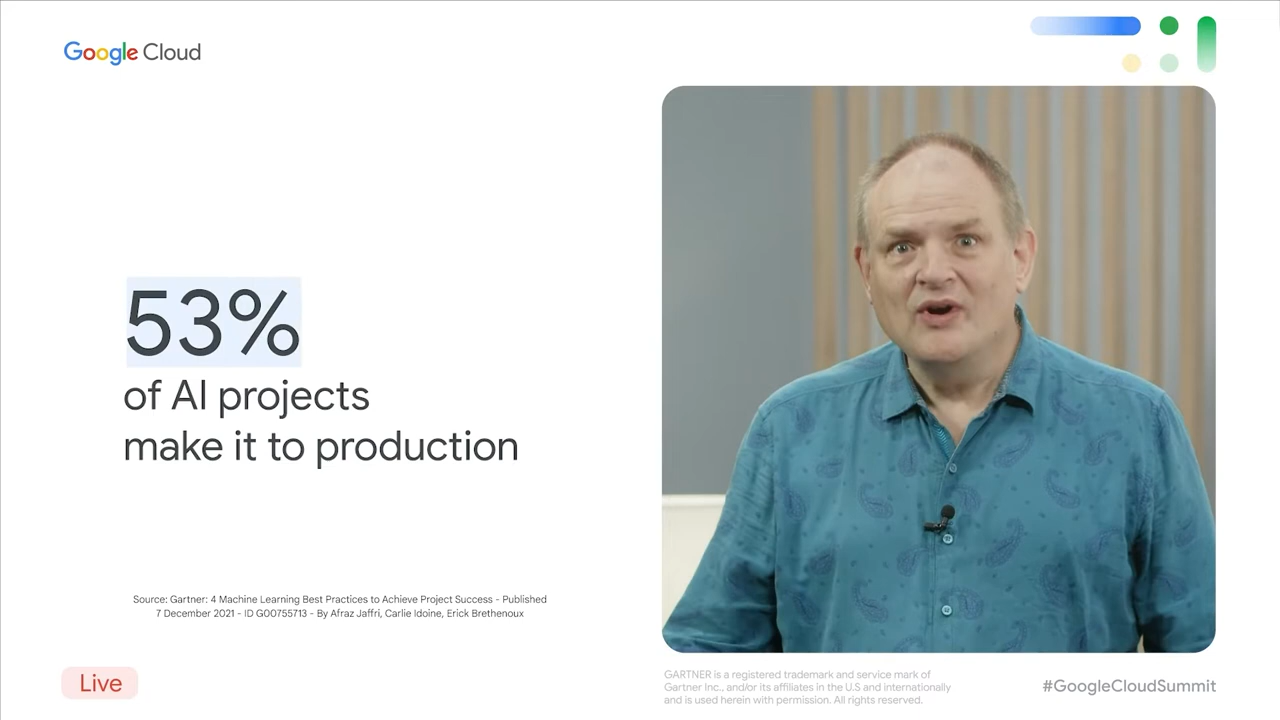 Google Cloud
53%
of AI projects
make it to production
Source: Gartner: 4 Machine Learning Best Practices to Achieve Project Success - Published
7 December 2021 - ID G00755713 - By Afraz Jaffri, Carlie Idoine, Erick Brethenoux
Live
GARTNER is a registered trademark and service mark of
Gartner Inc., and/or its affiliates in the U.S and internationally
and is used herein with permission. All rights reserved.
#GoogleCloudSummit